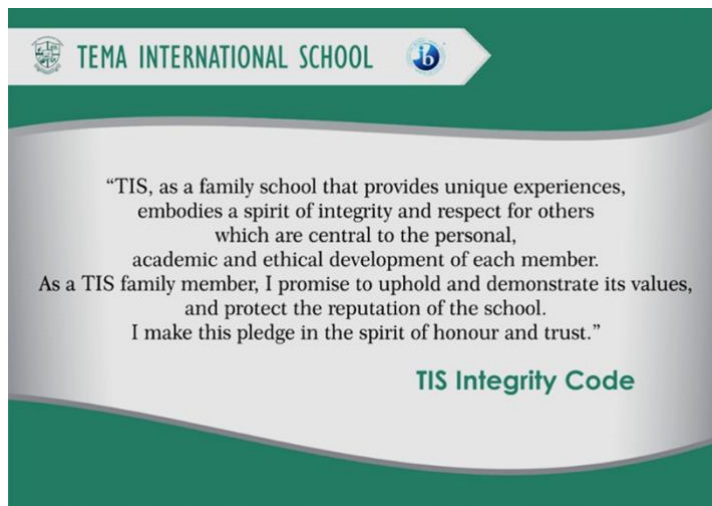 TEMA INTERNATIONAL SCHOOL
“TIS, as a family school that provides unique experiences,
embodies a spirit of integrity and respect for others
which are central to the personal,
academic and ethical development of each member.
As a TIS family member, I promise to uphold and demonstrate its values,
and protect the reputation of the school.
I make this pledge in the spirit of honour and trust.”
TIS Integrity Code